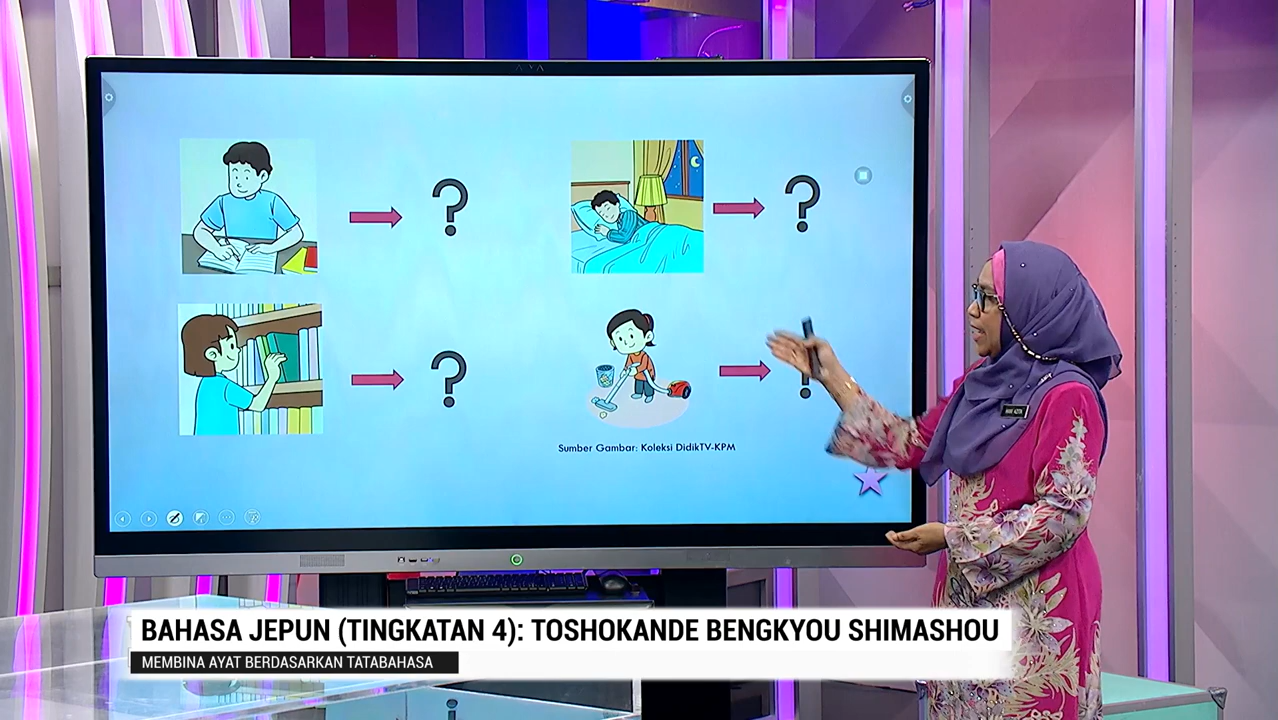 ?
?
?
?
Sumber Gambar: Koleksi DidikTV-KPM
BAHASA JEPUN (TINGKATAN 4): TOSHOKANDE BENGKYOU SHIMASHOU
MEMBINA AYAT BERDASARKAN TATABAHASA